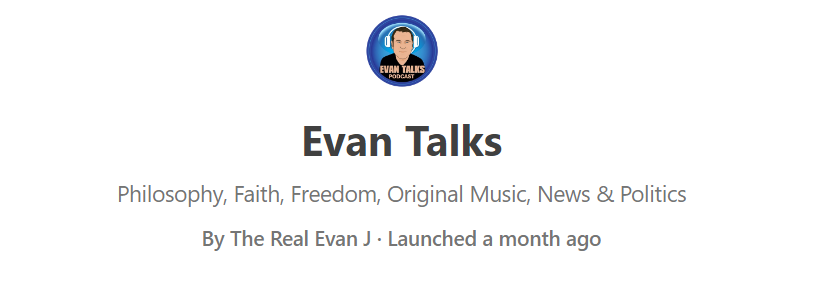 EVAN TALKS
PODCAST
Evan Talks
Philosophy, Faith, Freedom, Original Music, News & Politics
By The Real Evan J · Launched a month ago